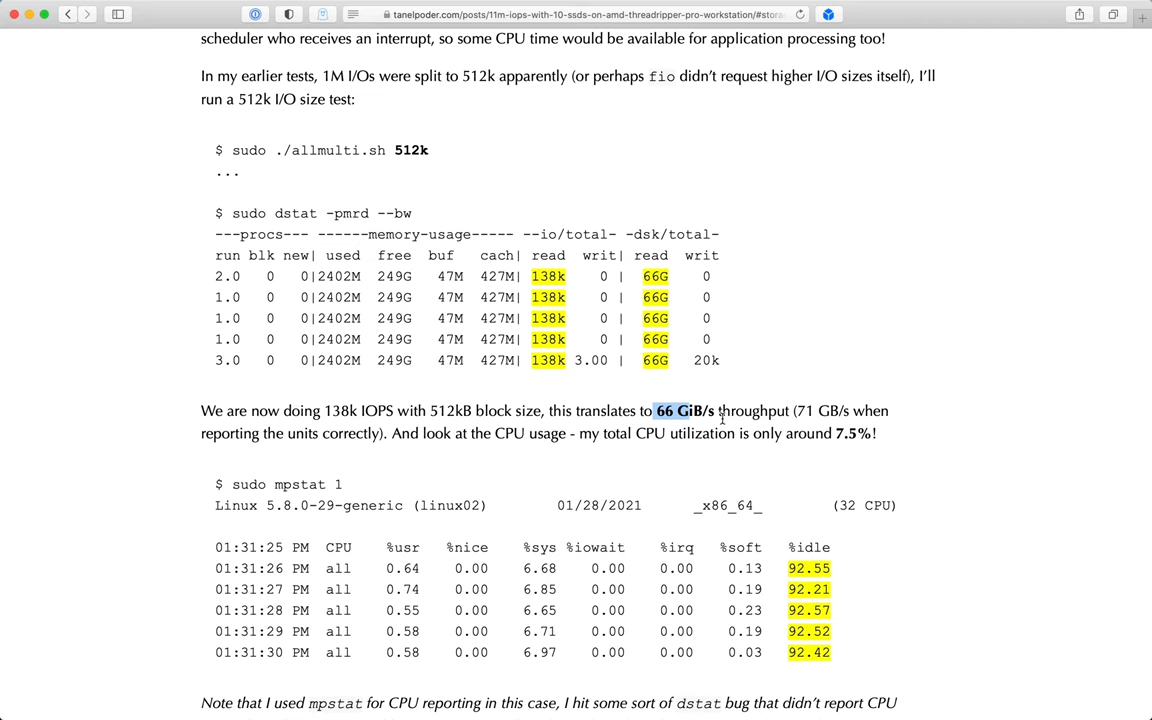 tanelpoder.com/posts/11m-iops-with-10-ssds-on-amd-threadripper-pro-workstation/#stora
scheduler who receives an interrupt, so some CPU time would be available for application processing too!
In my earlier tests, 1M I/Os were split to 512k apparently (or perhaps fio didn't request higher I/O sizes itself), I'll
run a 512k I/O size test:
$ sudo ./allmulti.sh 512k
...
$ sudo dstat -pmrd --bw
---procs--- ------memory-usage----- --io/total- -dsk/total-
run blk new| used free buf cach| read writ| read writ
2.0 0 0|2402M 249G 47M 427M| 138k 0 | 66G 0
1.0 0 0|2402M 249G 47M 427M| 138k 0 | 66G 0
1.0 0 0|2402M 249G 47M 427M| 138k 0 | 66G 0
1.0 0 0|2402M 249G 47M 427M| 138k 0 | 66G 0
3.0 0 0|2402M 249G 47M 427M| 138k 3.00 | 66G 20k
We are now doing 138k IOPS with 512kB block size, this translates to 66 GiB/s throughput (71 GB/s when
reporting the units correctly). And look at the CPU usage - my total CPU utilization is only around 7.5%!
$ sudo mpstat 1
Linux 5.8.0-29-generic (linux02) 01/28/2021 _x86_64_ (32 CPU)
01:31:25 PM CPU %usr %nice %sys %iowait %irq %soft %idle
01:31:26 PM all 0.64 0.00 6.68 0.00 0.00 0.13 92.55
01:31:27 PM all 0.74 0.00 6.85 0.00 0.00 0.19 92.21
01:31:28 PM all 0.55 0.00 6.65 0.00 0.00 0.23 92.57
01:31:29 PM all 0.58 0.00 6.71 0.00 0.00 0.19 92.52
01:31:30 PM all 0.58 0.00 6.97 0.00 0.00 0.03 92.42
Note that I used mpstat for CPU reporting in this case, I hit some sort of dstat bug that didn't report CPU